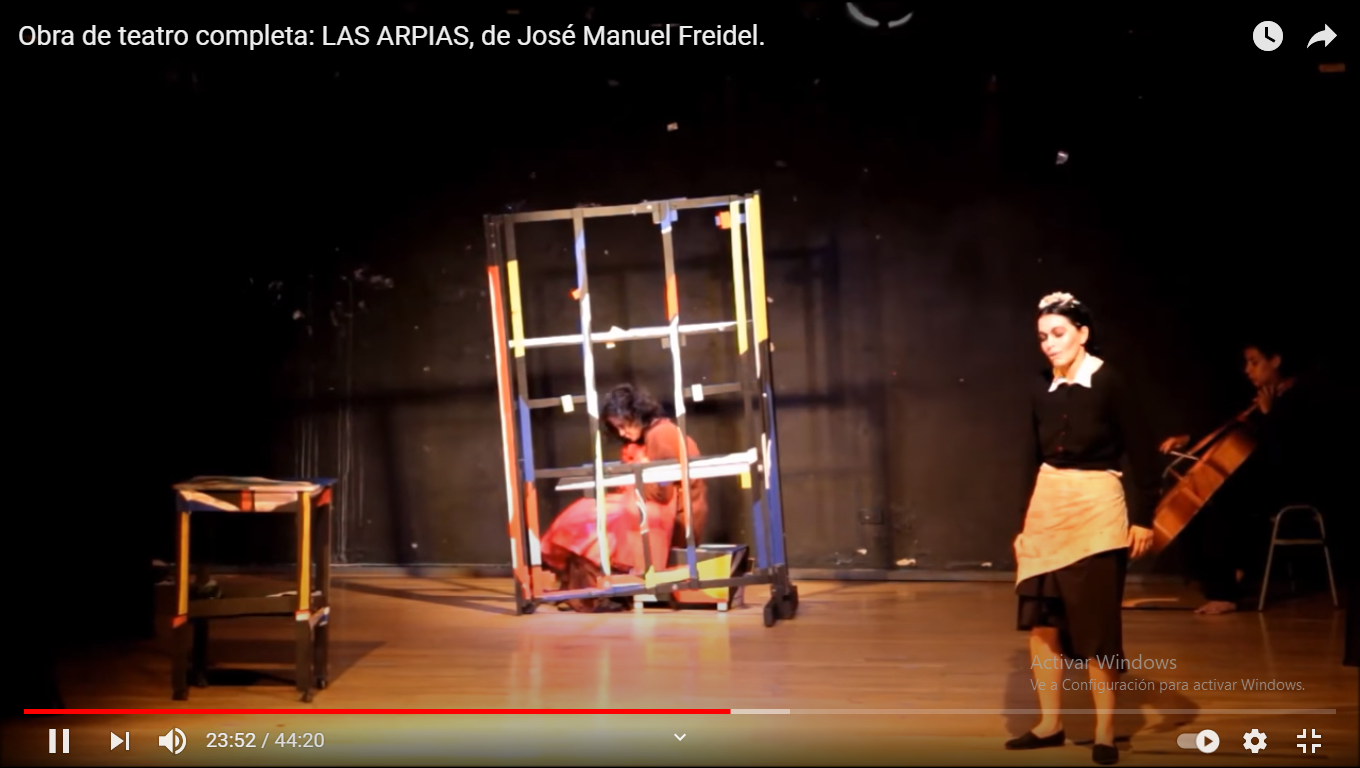 Obra de teatro completa: LAS ARPIAS, de José Manuel Freidel.
Activar Windows
Ve a Configuración para activar Windows.
23:52 / 44:20